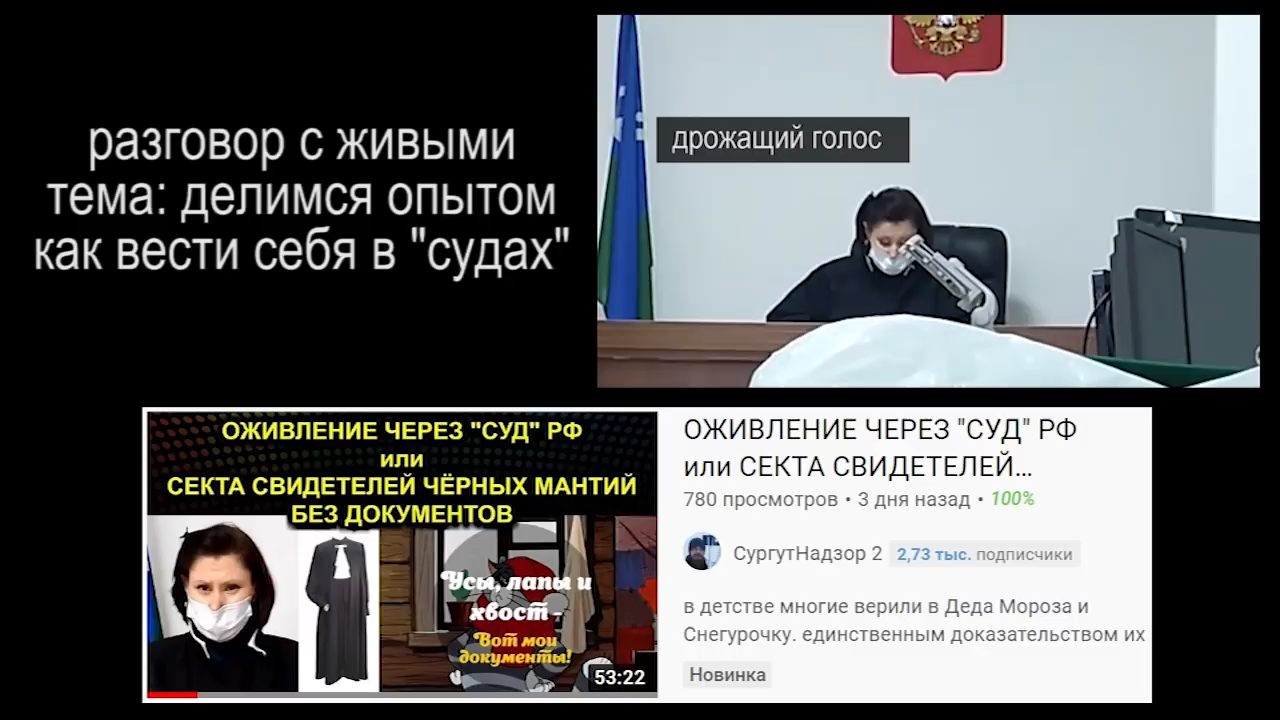 разговор с живыми
тема: делимся опытом
как вести себя в "судах"
дрожащий голос
ОЖИВЛЕНИЕ ЧЕРЕЗ "СУД" РФ
или
СЕКТА СВИДЕТЕЛЕЙ ЧЁРНЫХ МАНТИЙ
БЕЗ ДОКУМЕНТОВ
Усы, лапы и
хвост -
Вот мои
документы!
53:22
ОЖИВЛЕНИЕ ЧЕРЕЗ "СУД" РФ
или СЕКТА СВИДЕТЕЛЕЙ...
780 просмотров • 3 дня назад • 100%
СургутНадзор 2 2,73 тыс. подписчики
в детстве многие верили в Деда Мороза и
Снегурочку. единственным доказательством их
Новинка